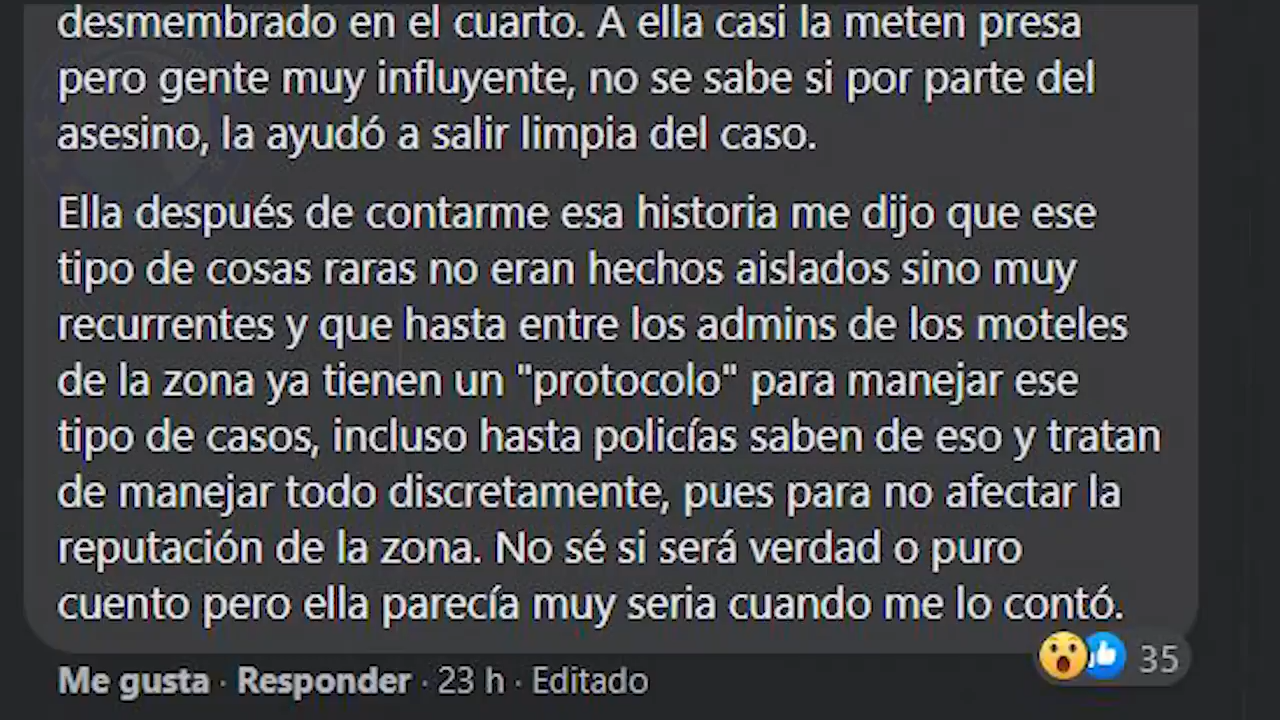 desmembrado en el cuarto. A ella casi la meten presa
pero gente muy influyente, no se sabe si por parte del
asesino, la ayudó a salir limpia del caso.
Ella después de contarme esa historia me dijo que ese
tipo de cosas raras no eran hechos aislados sino muy
recurrentes y que hasta entre los admins de los moteles
de la zona ya tienen un "protocolo" para manejar ese
tipo de casos, incluso hasta policías saben de eso y tratan
de manejar todo discretamente, pues para no afectar la
reputación de la zona. No sé si será verdad o puro
cuento pero ella parecía muy seria cuando me lo contó.
35
Me gusta · Responder · 23 h · Editado